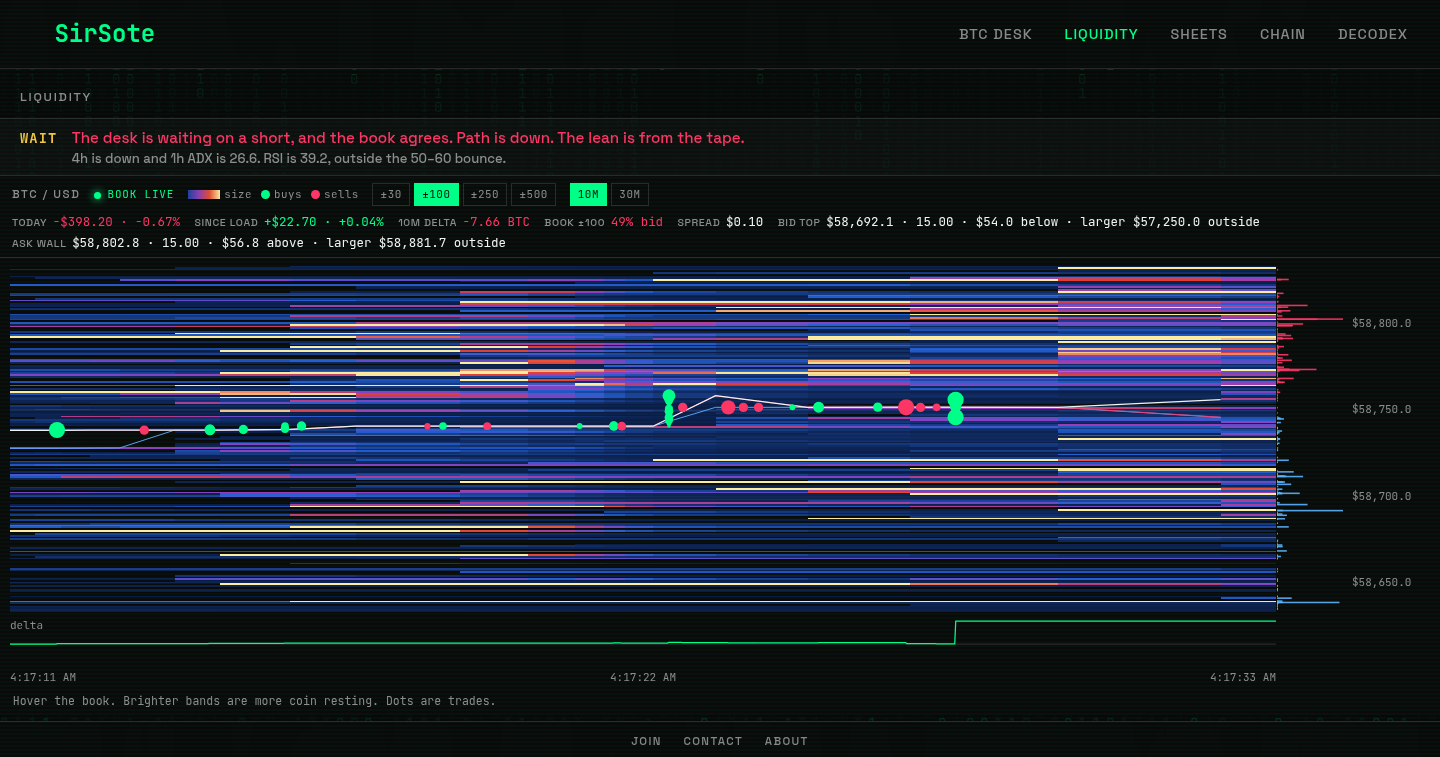 SirSote
BTC DESK LIQUIDITY SHEETS CHAIN DECODEX
LIQUIDITY
WAIT The desk is waiting on a short, and the book agrees. Path is down. The lean is from the tape.
4h is down and 1h ADX is 26.6. RSI is 39.2, outside the 50–60 bounce.
BTC / USD BOOK LIVE size buys sells ±30 ±100 ±250 ±500 10M 30M
TODAY -$398.20 · -0.67% SINCE LOAD +$22.70 · +0.04% 10M DELTA -7.66 BTC BOOK ±100 49% bid SPREAD $0.10 BID TOP $58,692.1 · 15.00 · $54.0 below · larger $57,250.0 outside
ASK WALL $58,802.8 · 15.00 · $56.8 above · larger $58,881.7 outside
$58,800.0
$58,750.0
$58,700.0
$58,650.0
delta
4:17:11 AM 4:17:22 AM 4:17:33 AM
Hover the book. Brighter bands are more coin resting. Dots are trades.
JOIN CONTACT ABOUT